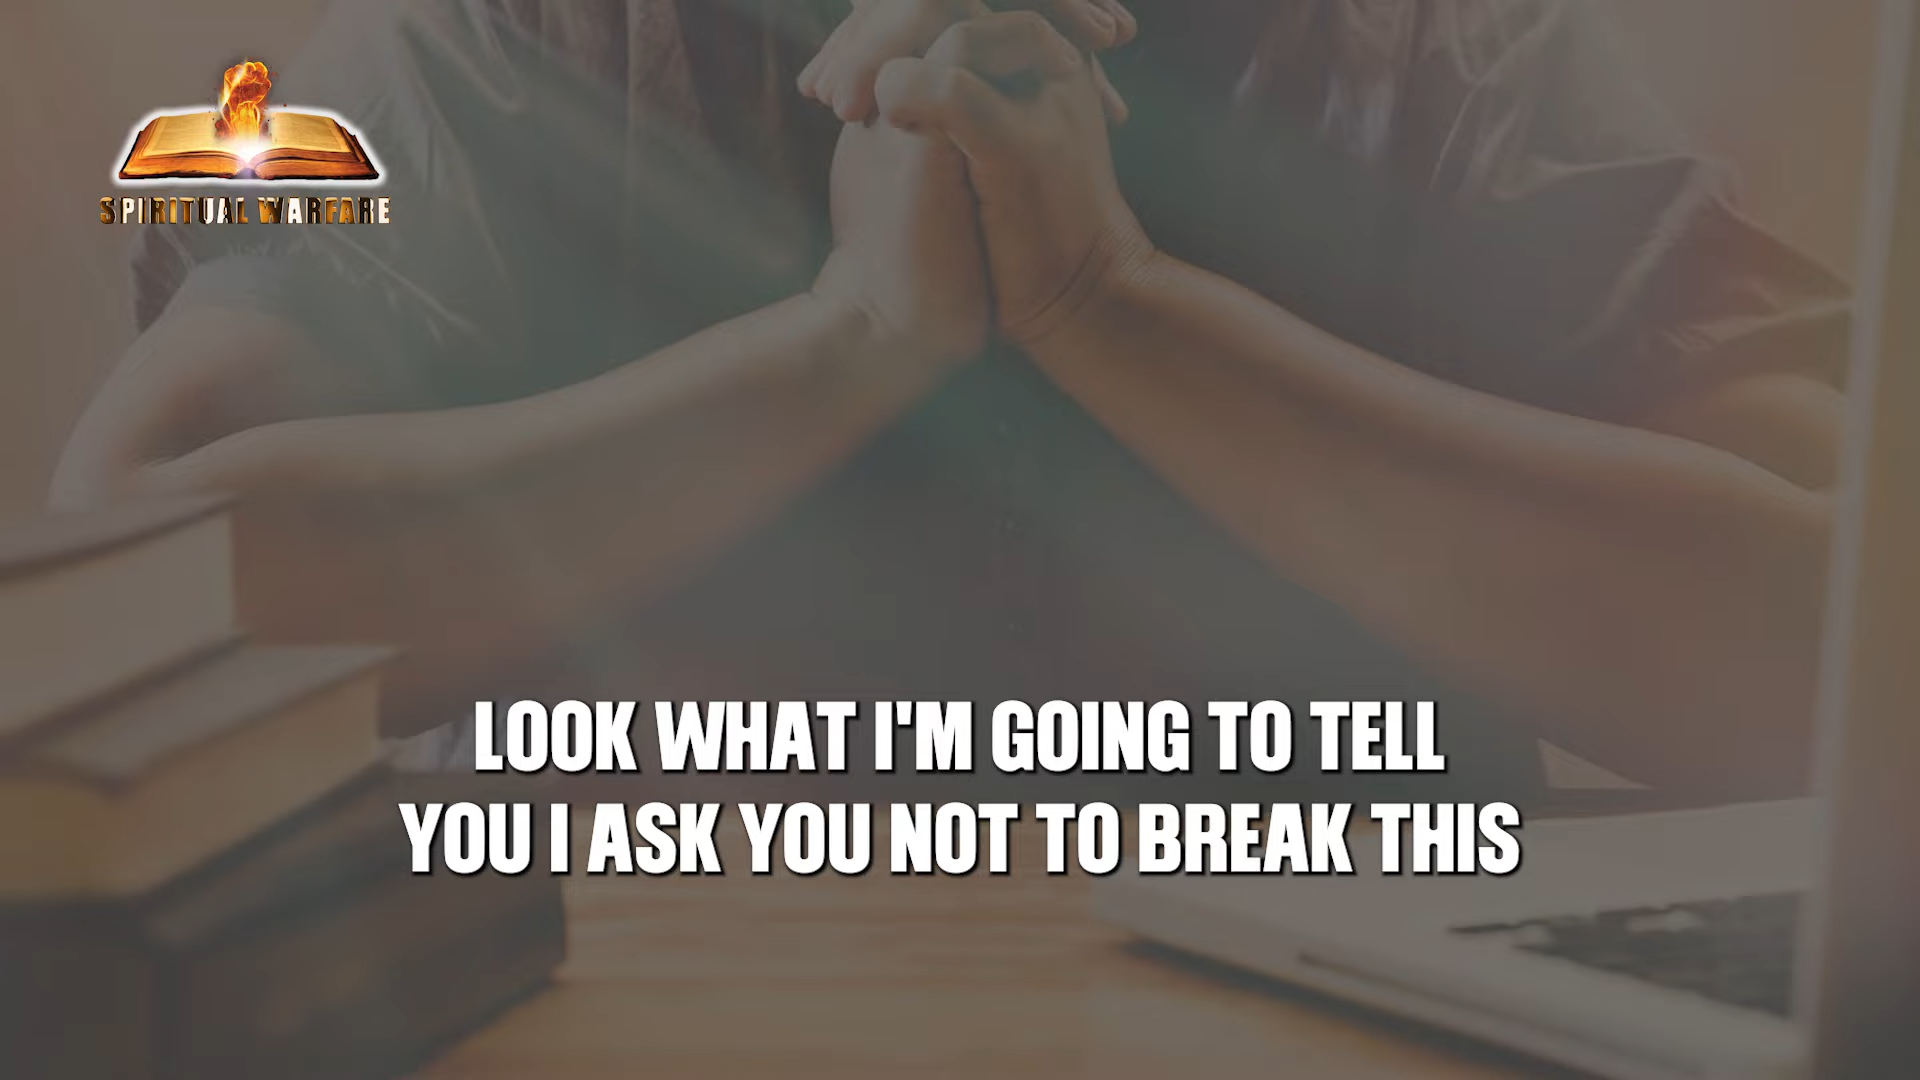 SPIRITUAL WARFARE
LOOK WHAT I'M GOING TO TELL
YOU I ASK YOU NOT TO BREAK THIS